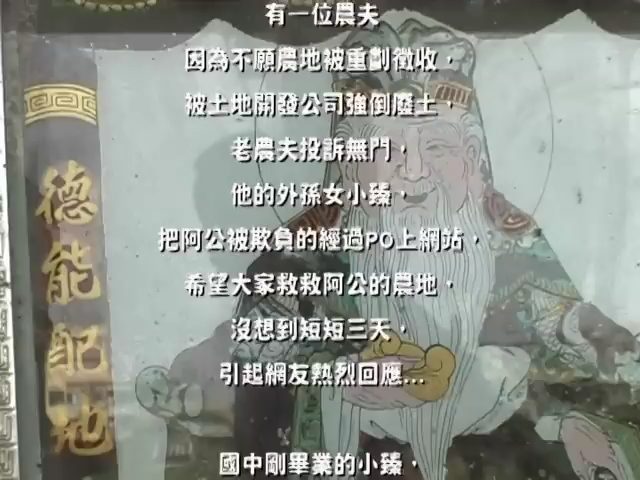 有一位農夫
因為不願農地被重劃徵收，
被土地開發公司強倒廢土，
老農夫投訴無門，
他的外孫女小臻，
把阿公被欺負的經過PO上網站，
希望大家救救阿公的農地，
沒想到短短三天，
引起網友熱烈回應...
國中剛畢業的小臻，
德能配地